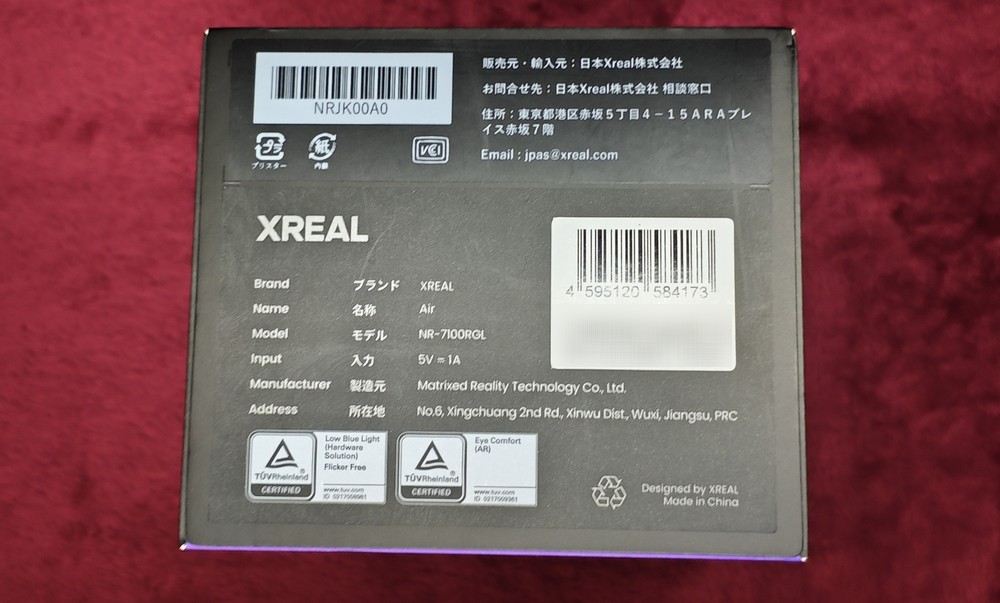 NRJK00A0
プラ
ブリスター
紙
内装
VCCI
販売元・輸入元：日本Xreal株式会社
お問合せ先：日本Xreal株式会社 相談窓口
住所：東京都港区赤坂５丁目４－１５ＡＲＡプレ
イス赤坂７階
Email : jpas@xreal.com
XREAL
4 595120 584173
Brand ブランド XREAL
Name 名称 Air
Model モデル NR-7100RGL
Input 入力 5V⎓1A
Manufacturer 製造元 Matrixed Reality Technology Co., Ltd.
Address 所在地 No.6, Xingchuang 2nd Rd., Xinwu Dist., Wuxi, Jiangsu, PRC
TÜVRheinland®
CERTIFIED
Low Blue Light
(Hardware
Solution)
Flicker Free
www.tuv.com
ID 0217008961
TÜVRheinland®
CERTIFIED
Eye Comfort
(AR)
www.tuv.com
ID 0217008961
Designed by XREAL
Made in China